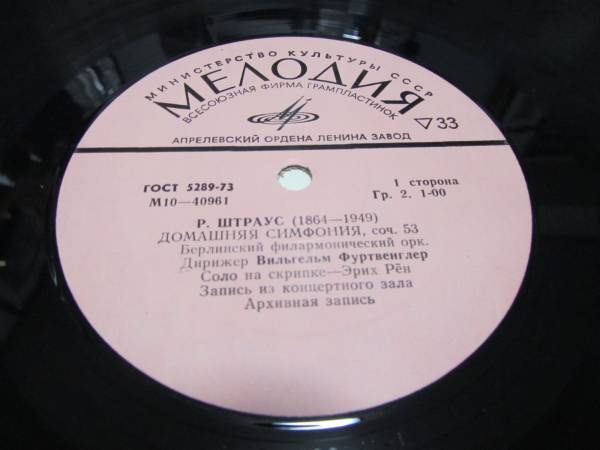 МИНИСТЕРСТВО КУЛЬТУРЫ СССР
МЕЛОДИЯ
ВСЕСОЮЗНАЯ ФИРМА ГРАМПЛАСТИНОК
▽33
АПРЕЛЕВСКИЙ ОРДЕНА ЛЕНИНА ЗАВОД
ГОСТ 5289-73
М10—40961
1 сторона
Гр. 2. 1-00
Р. ШТРАУС (1864—1949)
ДОМАШНЯЯ СИМФОНИЯ, соч. 53
Берлинский филармонический орк.
Дирижер Вильгельм Фуртвенглер
Соло на скрипке—Эрих Рён
Запись из концертного зала
Архивная запись